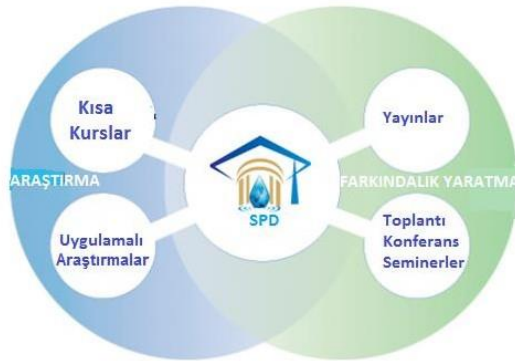 Kısa
Kurslar
Yayınlar
ARAŞTIRMA
FARKINDALIK YARATMA
SPD
Uygulamalı
Araştırmalar
Toplantı
Konferans
Seminerler